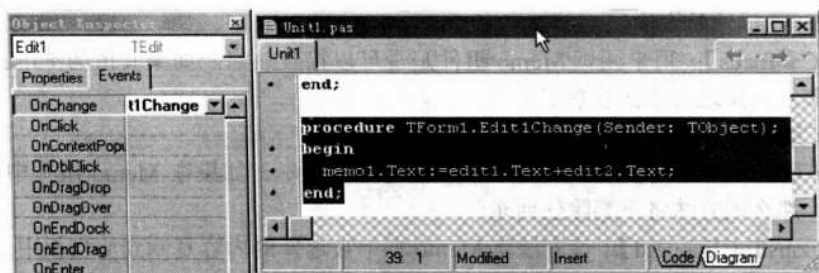 Object Inspector
Edit1 TEdit
Properties Events
OnChange t1Change
OnClick
OnContextPopu
OnDblClick
OnDragDrop
OnDragOver
OnEndDock
OnEndDrag
OnEnter
Unit1.pas
Unit1
end;
procedure TForm1.Edit1Change(Sender: TObject);
begin
memo1.Text:=edit1.Text+edit2.Text;
end;
39: 1 Modified Insert Code Diagram